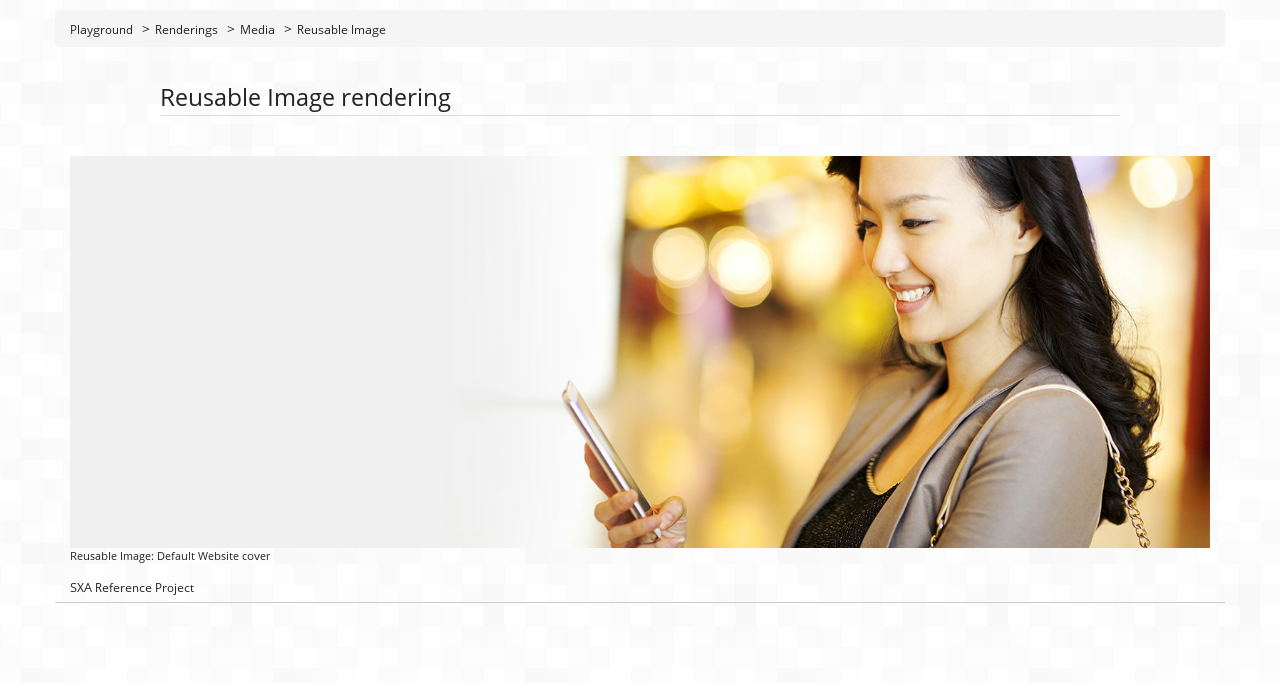 Playground > Renderings > Media > Reusable Image
Reusable Image rendering
Reusable Image: Default Website cover
SXA Reference Project